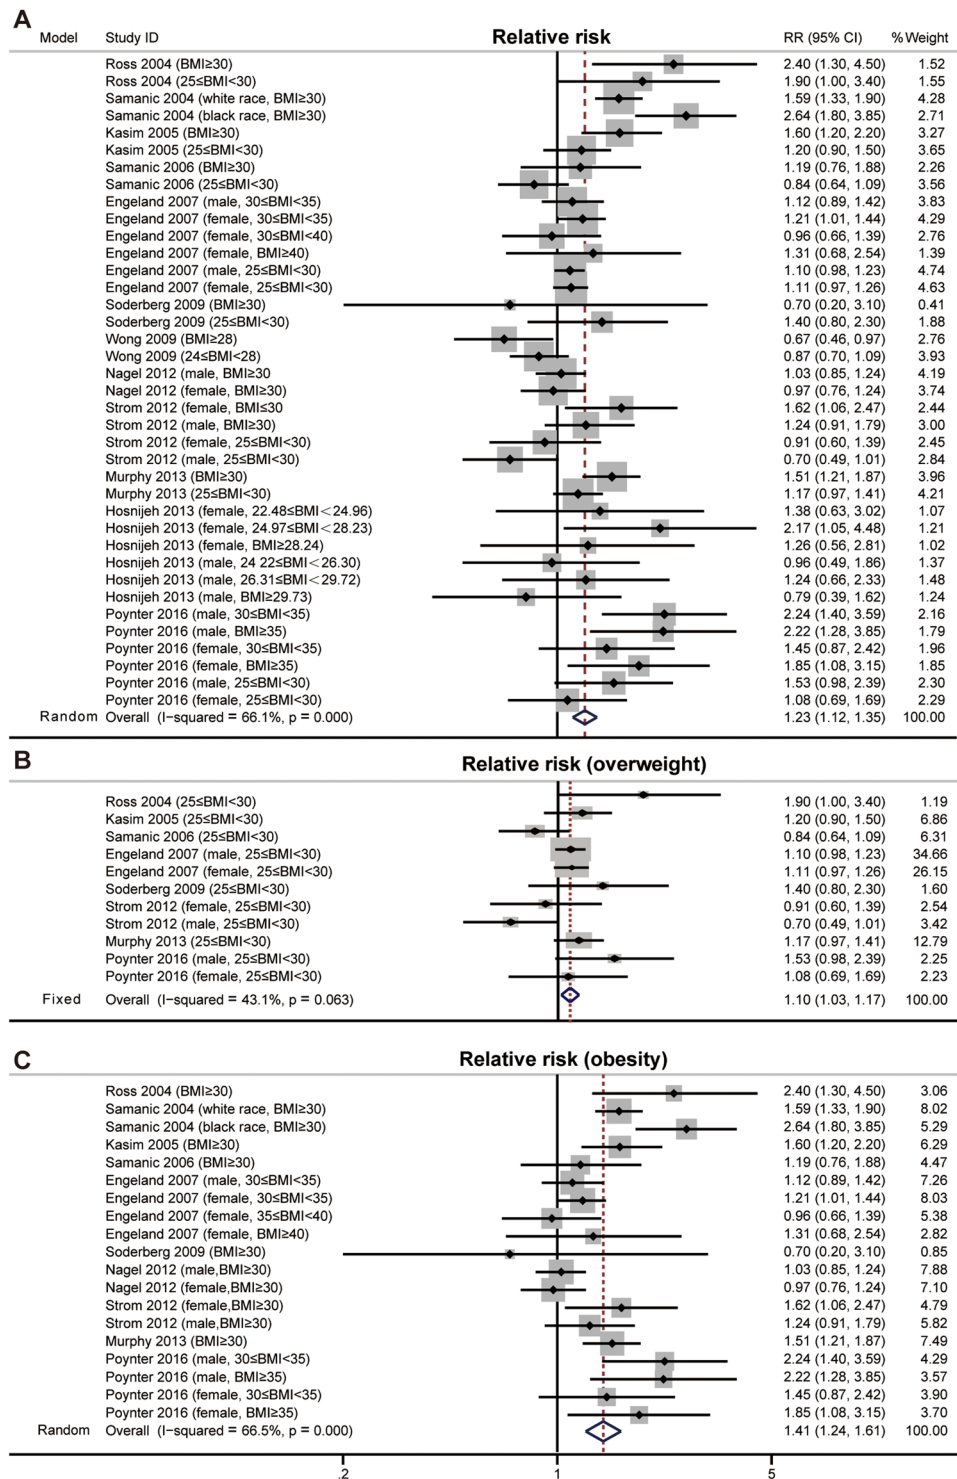 A
Model Study ID Relative risk RR (95% CI) % Weight
Ross 2004 (BMI≥30) 2.40 (1.30, 4.50) 1.52
Ross 2004 (25≤BMI<30) 1.90 (1.00, 3.40) 1.55
Samanic 2004 (white race, BMI≥30) 1.59 (1.33, 1.90) 4.28
Samanic 2004 (black race, BMI≥30) 2.64 (1.80, 3.85) 2.71
Kasim 2005 (BMI≥30) 1.60 (1.20, 2.20) 3.27
Kasim 2005 (25≤BMI<30) 1.20 (0.90, 1.50) 3.65
Samanic 2006 (BMI≥30) 1.19 (0.76, 1.88) 2.26
Samanic 2006 (25≤BMI<30) 0.84 (0.64, 1.09) 3.56
Engeland 2007 (male, 30≤BMI<35) 1.12 (0.89, 1.42) 3.83
Engeland 2007 (female, 30≤BMI<35) 1.21 (1.01, 1.44) 4.29
Engeland 2007 (female, 30≤BMI<40) 0.96 (0.66, 1.39) 2.76
Engeland 2007 (female, BMI≥40) 1.31 (0.68, 2.54) 1.39
Engeland 2007 (male, 25≤BMI<30) 1.10 (0.98, 1.23) 4.74
Engeland 2007 (female, 25≤BMI<30) 1.11 (0.97, 1.26) 4.63
Soderberg 2009 (BMI≥30) 0.70 (0.20, 3.10) 0.41
Soderberg 2009 (25≤BMI<30) 1.40 (0.80, 2.30) 1.88
Wong 2009 (BMI≥28) 0.67 (0.46, 0.97) 2.76
Wong 2009 (24≤BMI<28) 0.87 (0.70, 1.09) 3.93
Nagel 2012 (male, BMI≥30 1.03 (0.85, 1.24) 4.19
Nagel 2012 (female, BMI≥30) 0.97 (0.76, 1.24) 3.74
Strom 2012 (female, BMI≤30 1.62 (1.06, 2.47) 2.44
Strom 2012 (male, BMI≥30) 1.24 (0.91, 1.79) 3.00
Strom 2012 (female, 25≤BMI<30) 0.91 (0.60, 1.39) 2.45
Strom 2012 (male, 25≤BMI<30) 0.70 (0.49, 1.01) 2.84
Murphy 2013 (BMI≥30) 1.51 (1.21, 1.87) 3.96
Murphy 2013 (25≤BMI<30) 1.17 (0.97, 1.41) 4.21
Hosnijeh 2013 (female, 22.48≤BMI＜24.96) 1.38 (0.63, 3.02) 1.07
Hosnijeh 2013 (female, 24.97≤BMI＜28.23) 2.17 (1.05, 4.48) 1.21
Hosnijeh 2013 (female, BMI≥28.24) 1.26 (0.56, 2.81) 1.02
Hosnijeh 2013 (male, 24 22≤BMI＜26.30) 0.96 (0.49, 1.86) 1.37
Hosnijeh 2013 (male, 26.31≤BMI＜29.72) 1.24 (0.66, 2.33) 1.48
Hosnijeh 2013 (male, BMI≥29.73) 0.79 (0.39, 1.62) 1.24
Poynter 2016 (male, 30≤BMI<35) 2.24 (1.40, 3.59) 2.16
Poynter 2016 (male, BMI≥35) 2.22 (1.28, 3.85) 1.79
Poynter 2016 (female, 30≤BMI<35) 1.45 (0.87, 2.42) 1.96
Poynter 2016 (female, BMI≥35) 1.85 (1.08, 3.15) 1.85
Poynter 2016 (male, 25≤BMI<30) 1.53 (0.98, 2.39) 2.30
Poynter 2016 (female, 25≤BMI<30) 1.08 (0.69, 1.69) 2.29
Random Overall (I−squared = 66.1%, p = 0.000) 1.23 (1.12, 1.35) 100.00
B Relative risk (overweight)
Ross 2004 (25≤BMI<30) 1.90 (1.00, 3.40) 1.19
Kasim 2005 (25≤BMI<30) 1.20 (0.90, 1.50) 6.86
Samanic 2006 (25≤BMI<30) 0.84 (0.64, 1.09) 6.31
Engeland 2007 (male, 25≤BMI<30) 1.10 (0.98, 1.23) 34.66
Engeland 2007 (female, 25≤BMI<30) 1.11 (0.97, 1.26) 26.15
Soderberg 2009 (25≤BMI<30) 1.40 (0.80, 2.30) 1.60
Strom 2012 (female, 25≤BMI<30) 0.91 (0.60, 1.39) 2.54
Strom 2012 (male, 25≤BMI<30) 0.70 (0.49, 1.01) 3.42
Murphy 2013 (25≤BMI<30) 1.17 (0.97, 1.41) 12.79
Poynter 2016 (male, 25≤BMI<30) 1.53 (0.98, 2.39) 2.25
Poynter 2016 (female, 25≤BMI<30) 1.08 (0.69, 1.69) 2.23
Fixed Overall (I−squared = 43.1%, p = 0.063) 1.10 (1.03, 1.17) 100.00
C Relative risk (obesity)
Ross 2004 (BMI≥30) 2.40 (1.30, 4.50) 3.06
Samanic 2004 (white race, BMI≥30) 1.59 (1.33, 1.90) 8.02
Samanic 2004 (black race, BMI≥30) 2.64 (1.80, 3.85) 5.29
Kasim 2005 (BMI≥30) 1.60 (1.20, 2.20) 6.29
Samanic 2006 (BMI≥30) 1.19 (0.76, 1.88) 4.47
Engeland 2007 (male, 30≤BMI<35) 1.12 (0.89, 1.42) 7.26
Engeland 2007 (female, 30≤BMI<35) 1.21 (1.01, 1.44) 8.03
Engeland 2007 (female, 35≤BMI<40) 0.96 (0.66, 1.39) 5.38
Engeland 2007 (female, BMI≥40) 1.31 (0.68, 2.54) 2.82
Soderberg 2009 (BMI≥30) 0.70 (0.20, 3.10) 0.85
Nagel 2012 (male,BMI≥30) 1.03 (0.85, 1.24) 7.88
Nagel 2012 (female,BMI≥30) 0.97 (0.76, 1.24) 7.10
Strom 2012 (female,BMI≥30) 1.62 (1.06, 2.47) 4.79
Strom 2012 (male,BMI≥30) 1.24 (0.91, 1.79) 5.82
Murphy 2013 (BMI≥30) 1.51 (1.21, 1.87) 7.49
Poynter 2016 (male, 30≤BMI<35) 2.24 (1.40, 3.59) 4.29
Poynter 2016 (male, BMI≥35) 2.22 (1.28, 3.85) 3.57
Poynter 2016 (female, 30≤BMI<35) 1.45 (0.87, 2.42) 3.90
Poynter 2016 (female, BMI≥35) 1.85 (1.08, 3.15) 3.70
Random Overall (I−squared = 66.5%, p = 0.000) 1.41 (1.24, 1.61) 100.00
.2 1 5